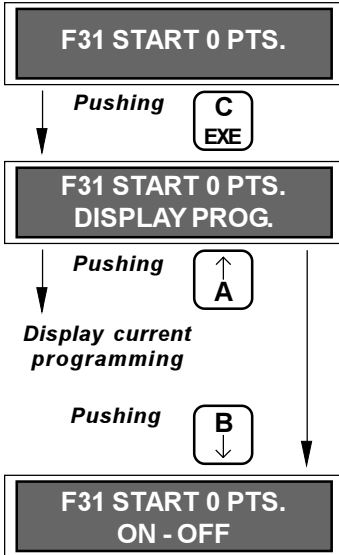 F31 START 0 PTS.
Pushing
C
EXE
F31 START 0 PTS.
DISPLAY PROG.
Pushing
↑
A
Display current
programming
Pushing
B
↓
F31 START 0 PTS.
ON - OFF